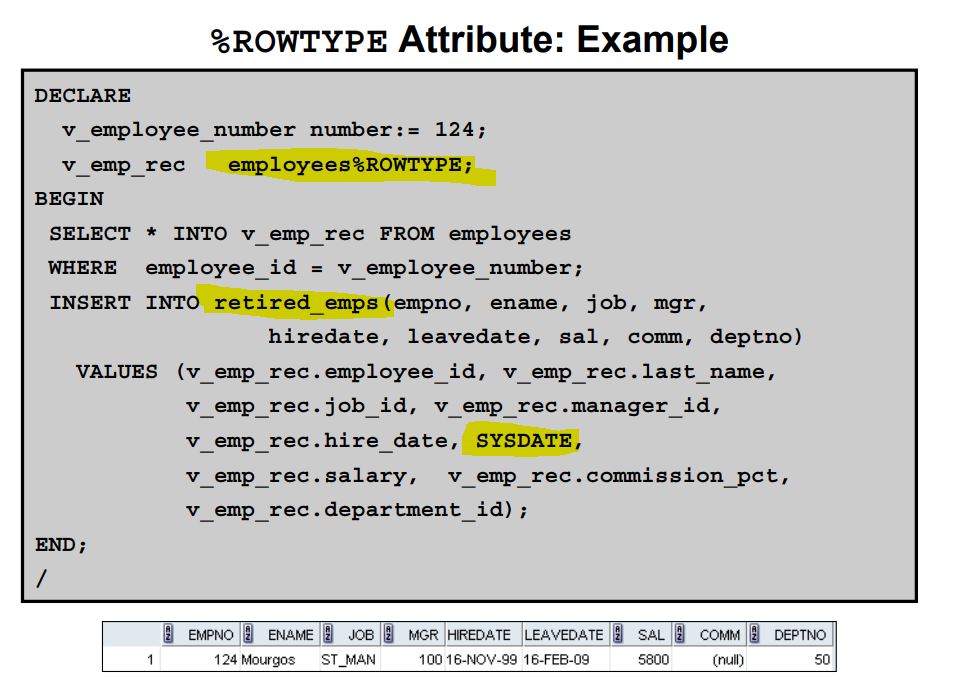 %ROWTYPE Attribute: Example
DECLARE
v_employee_number number:= 124;
v_emp_rec employees%ROWTYPE;
BEGIN
SELECT * INTO v_emp_rec FROM employees
WHERE employee_id = v_employee_number;
INSERT INTO retired_emps(empno, ename, job, mgr,
hiredate, leavedate, sal, comm, deptno)
VALUES (v_emp_rec.employee_id, v_emp_rec.last_name,
v_emp_rec.job_id, v_emp_rec.manager_id,
v_emp_rec.hire_date, SYSDATE,
v_emp_rec.salary, v_emp_rec.commission_pct,
v_emp_rec.department_id);
END;
/
EMPNO ENAME JOB MGR HIREDATE LEAVEDATE SAL COMM DEPTNO
1 124 Mourgos ST_MAN 100 16-NOV-99 16-FEB-09 5800 (null) 50